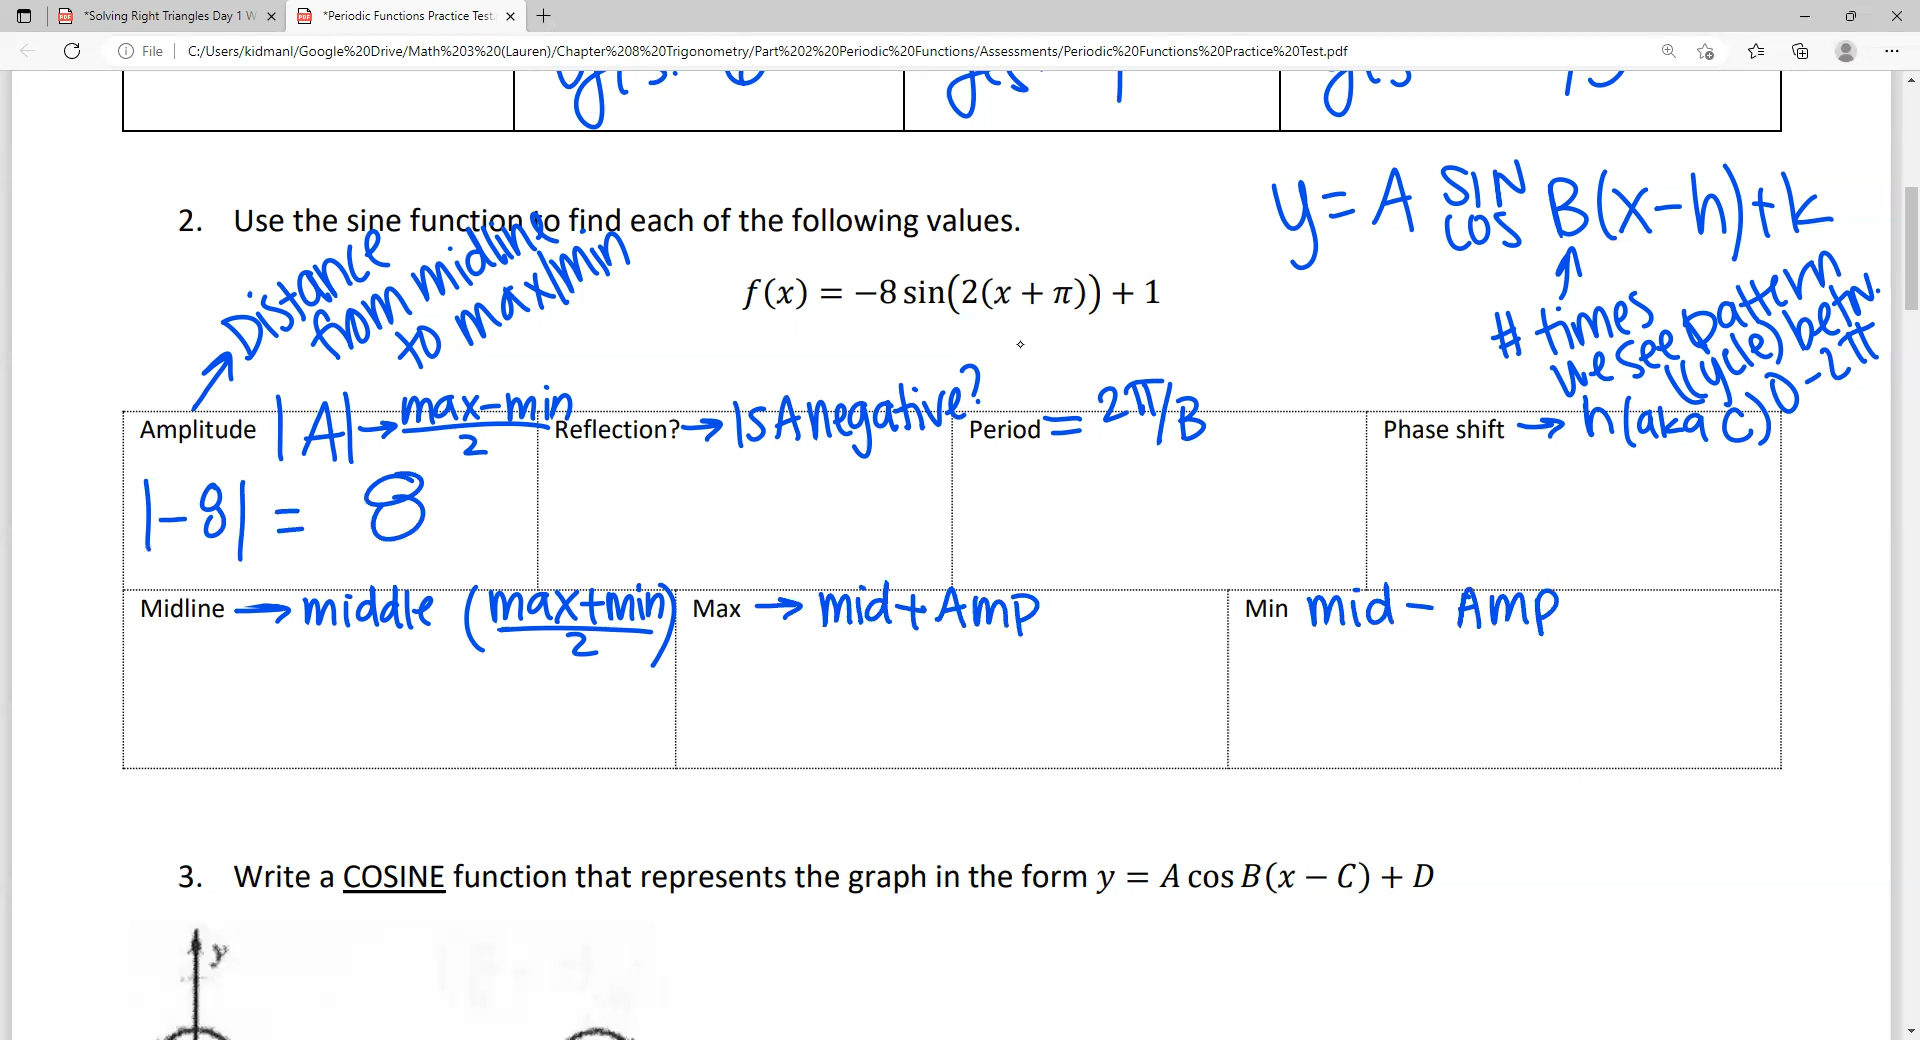 *Solving Right Triangles Day 1 W
*Periodic Functions Practice Test.
File
C:/Users/kidmanl/Google%20Drive/Math%203%20(Lauren)/Chapter%208%20Trigonometry/Part%202%20Periodic%20Functions/Assessments/Periodic%20Functions%20Practice%20Test.pdf
y = A SIN COS B(x-h)+k
2. Use the sine function to find each of the following values.
Distance
from midline
to max/min
f(x) = −8 sin(2(x + π)) + 1
# times
we see pattern
(cycle) betw.
0-2π
Amplitude |A| → max-min / 2
|-8| = 8
Reflection? → Is A negative?
Period = 2π/B
Phase shift → h (aka C)
Midline → middle (max+min / 2)
Max → mid + Amp
Min mid - Amp
3. Write a COSINE function that represents the graph in the form y = A cos B(x − C) + D
y